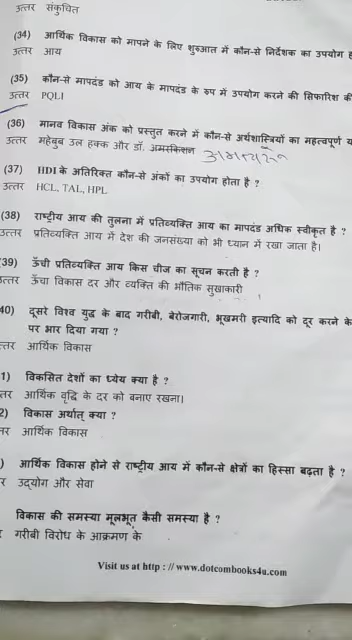 उत्तर संकुचित
(34) आर्थिक विकास को मापने के लिए शुरुआत में कौन-से निर्देशक का उपयोग
उत्तर आय
(35) कौन-से मापदंड को आय के मापदंड के रुप में उपयोग करने की सिफारिश की
उत्तर PQLI
(36) मानव विकास अंक को प्रस्तुत करने में कौन-से अर्थशास्त्रियों का महत्वपूर्ण
उत्तर महेबुब उल हक्क और डॉ. अमरकिशन
(37) HDI के अतिरिक्त कौन-से अंकों का उपयोग होता है ?
उत्तर HCL, TAL, HPL
(38) राष्ट्रीय आय की तुलना में प्रतिव्यक्ति आय का मापदंड अधिक स्वीकृत है ?
उत्तर प्रतिव्यक्ति आय में देश की जनसंख्या को भी ध्यान में रखा जाता है।
39) ऊँची प्रतिव्यक्ति आय किस चीज का सूचन करती है ?
उत्तर ऊँचा विकास दर और व्यक्ति की भौतिक सुखाकारी
40) दूसरे विश्व युद्ध के बाद गरीबी, बेरोजगारी, भूखमरी इत्यादि को दूर करने के
पर भार दिया गया ?
त्तर आर्थिक विकास
1) विकसित देशों का ध्येय क्या है ?
तर आर्थिक वृद्धि के दर को बनाए रखना।
2) विकास अर्थात् क्या ?
तर आर्थिक विकास
) आर्थिक विकास होने से राष्ट्रीय आय में कौन-से क्षेत्रों का हिस्सा बढ़ता है ?
र उद्योग और सेवा
विकास की समस्या मूलभूत कैसी समस्या है ?
गरीबी विरोध के आक्रमण के
Visit us at http : // www.dotcombooks4u.com